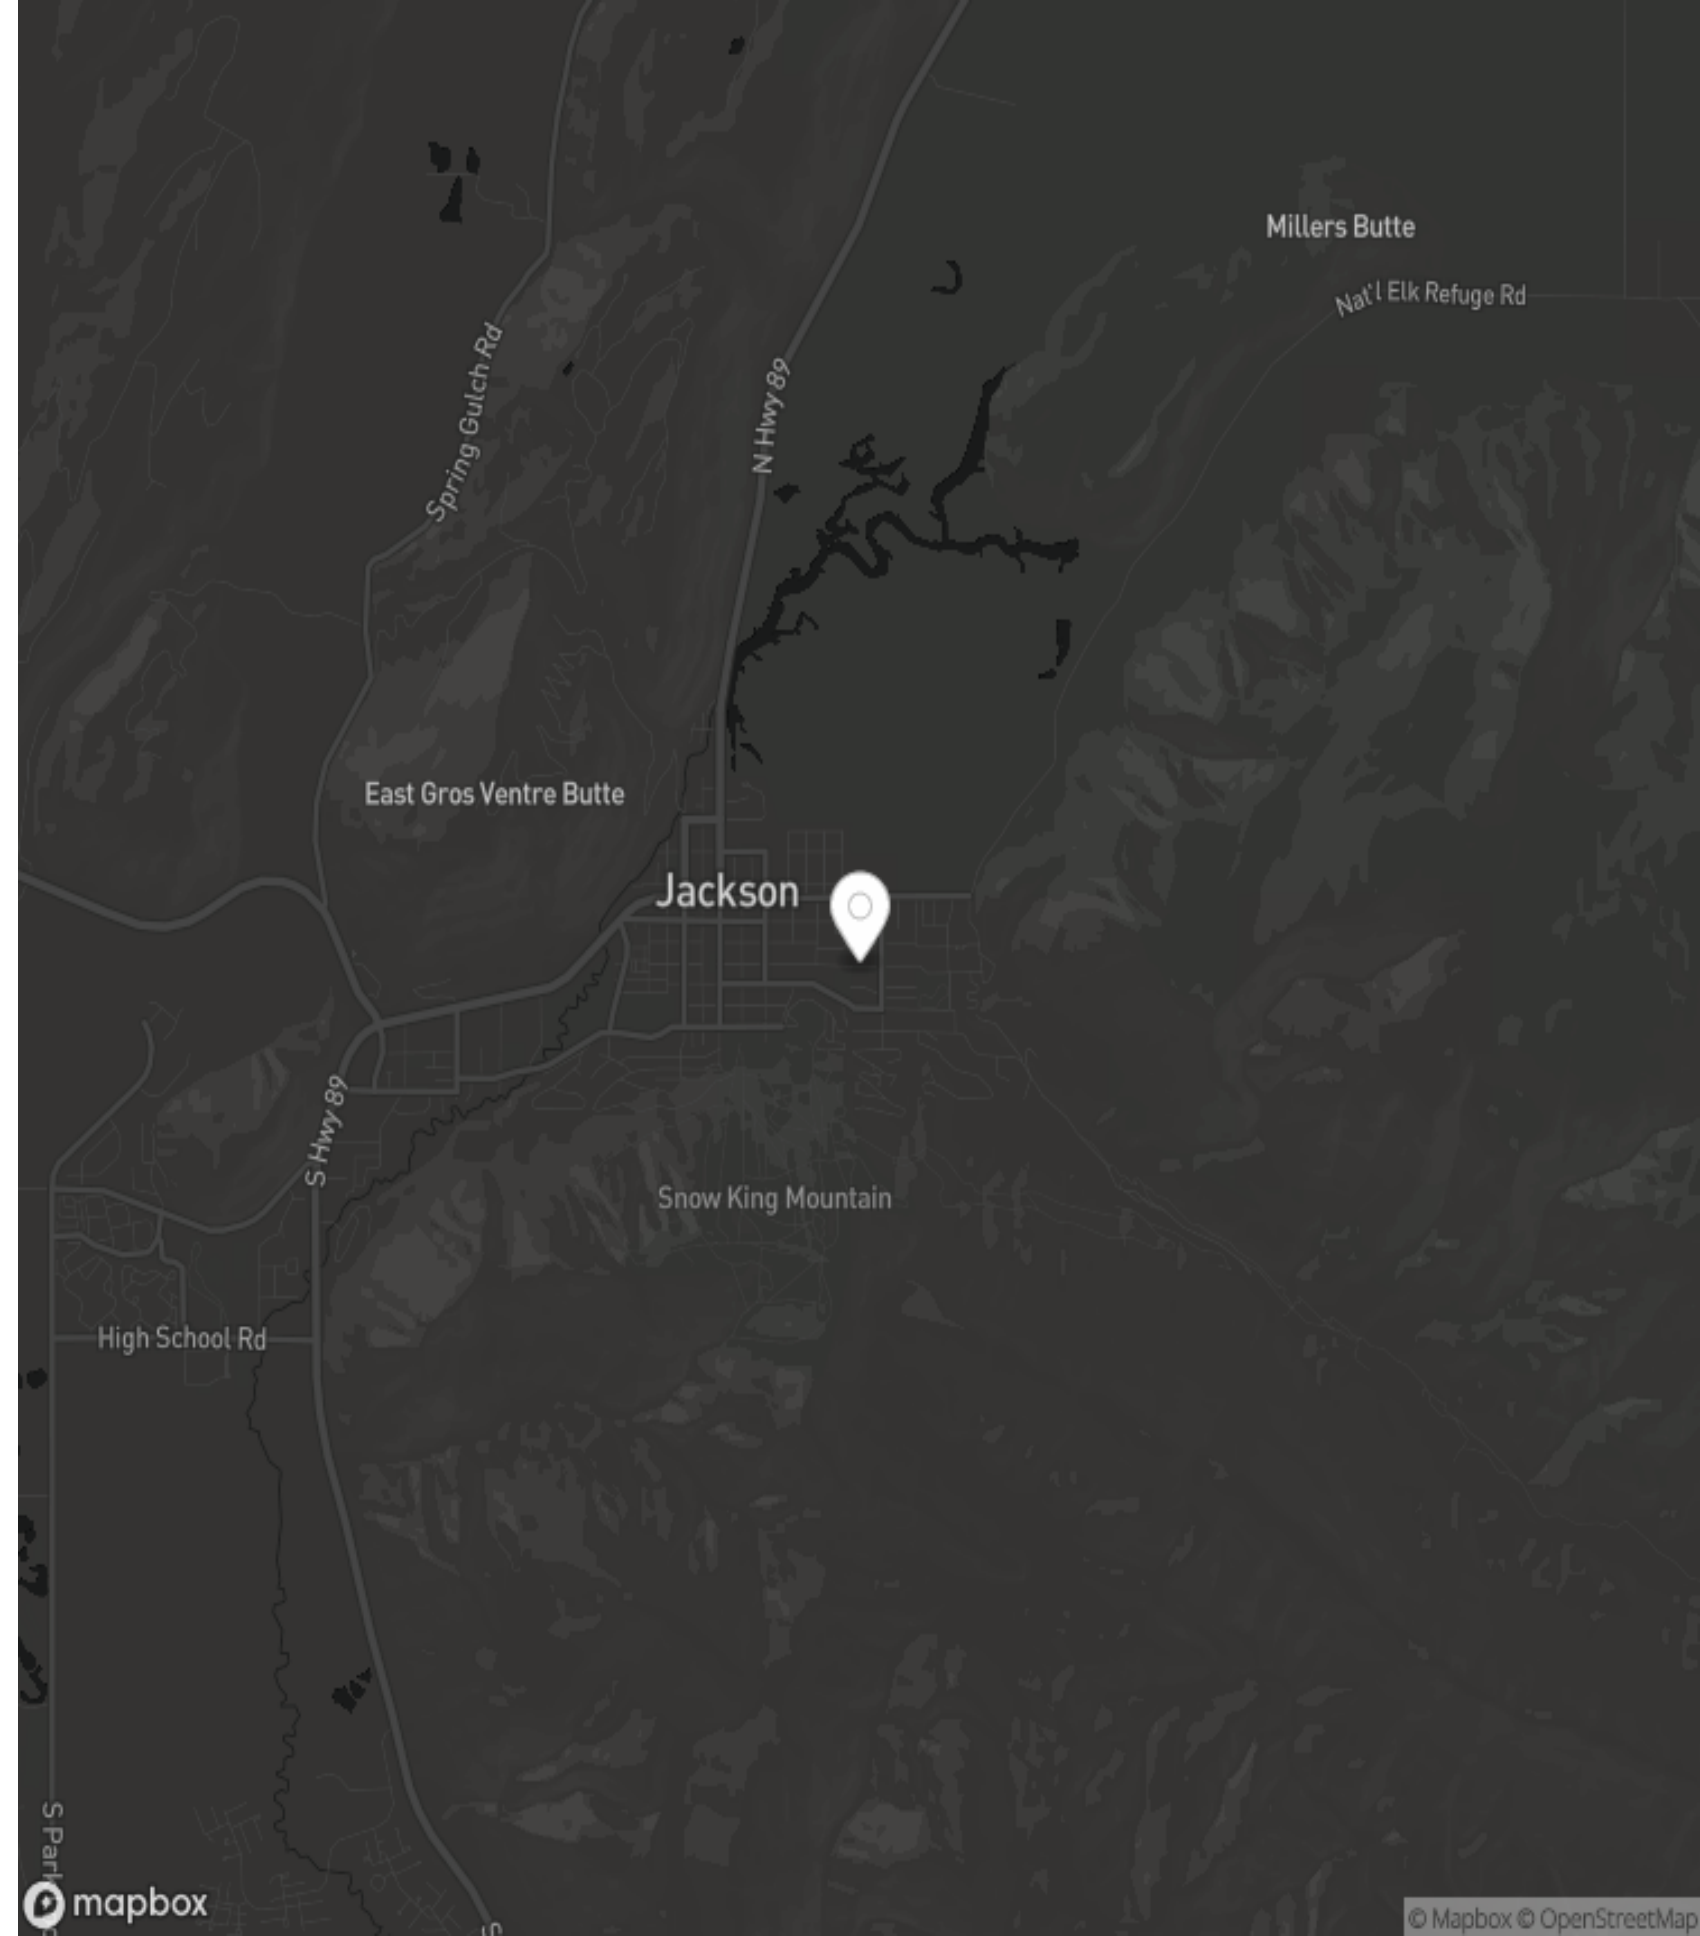 Millers Butte
Nat'l Elk Refuge Rd
Spring Gulch Rd
N Hwy 89
East Gros Ventre Butte
Jackson
S Hwy 89
Snow King Mountain
High School Rd
S Park
mapbox
© Mapbox © OpenStreetMap